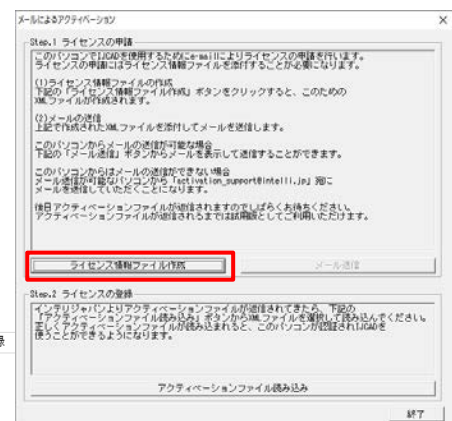 メールによるアクティベーション
Step.1 ライセンスの申請
このパソコンでIJCADを使用するためにe-mailによりライセンスの申請を行います。
ライセンスの申請にはライセンス情報ファイルを添付することが必要になります。
(1)ライセンス情報ファイルの作成
下記の「ライセンス情報ファイル作成」ボタンをクリックすると、このための
XMLファイルが作成されます。
(2)メールの送信
上記で作成されたXMLファイルを添付してメールを送信します。
このパソコンからメールの送信が可能な場合
下記の「メール送信」ボタンからメールを表示して送信することができます。
このパソコンからはメールの送信ができない場合
メール送信が可能なパソコンから「activation_support@intelli.jp」宛に
メールを送信していただくことになります。
後日アクティベーションファイルが返信されますのでしばらくお待ちください。
アクティベーションファイルが返信されるまでは試用版としてご利用いただけます。
ライセンス情報ファイル作成
メール送信
Step.2 ライセンスの登録
インテリジャパンよりアクティベーションファイルが返信されてきたら、下記の
「アクティベーションファイル読み込み」ボタンからXMLファイルを選択して読み込んでください。
正しくアクティベーションファイルが読み込まれると、このパソコンが認証されIJCADを
使うことができるようになります。
録
アクティベーションファイル読み込み
終了